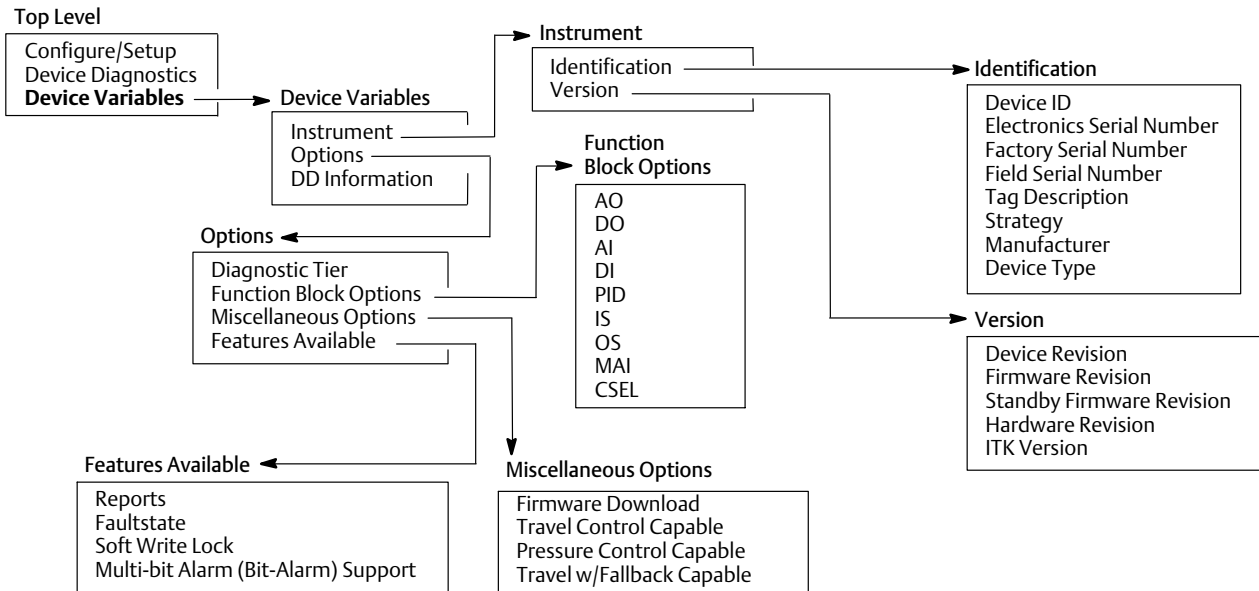 Top Level
Configure/Setup
Device Diagnostics
Device Variables
Device Variables
Instrument
Options
DD Information
Instrument
Identification
Version
Identification
Device ID
Electronics Serial Number
Factory Serial Number
Field Serial Number
Tag Description
Strategy
Manufacturer
Device Type
Function
Block Options
AO
DO
AI
DI
PID
IS
OS
MAI
CSEL
Options
Diagnostic Tier
Function Block Options
Miscellaneous Options
Features Available
Version
Device Revision
Firmware Revision
Standby Firmware Revision
Hardware Revision
ITK Version
Features Available
Reports
Faultstate
Soft Write Lock
Multi-bit Alarm (Bit-Alarm) Support
Miscellaneous Options
Firmware Download
Travel Control Capable
Pressure Control Capable
Travel w/Fallback Capable